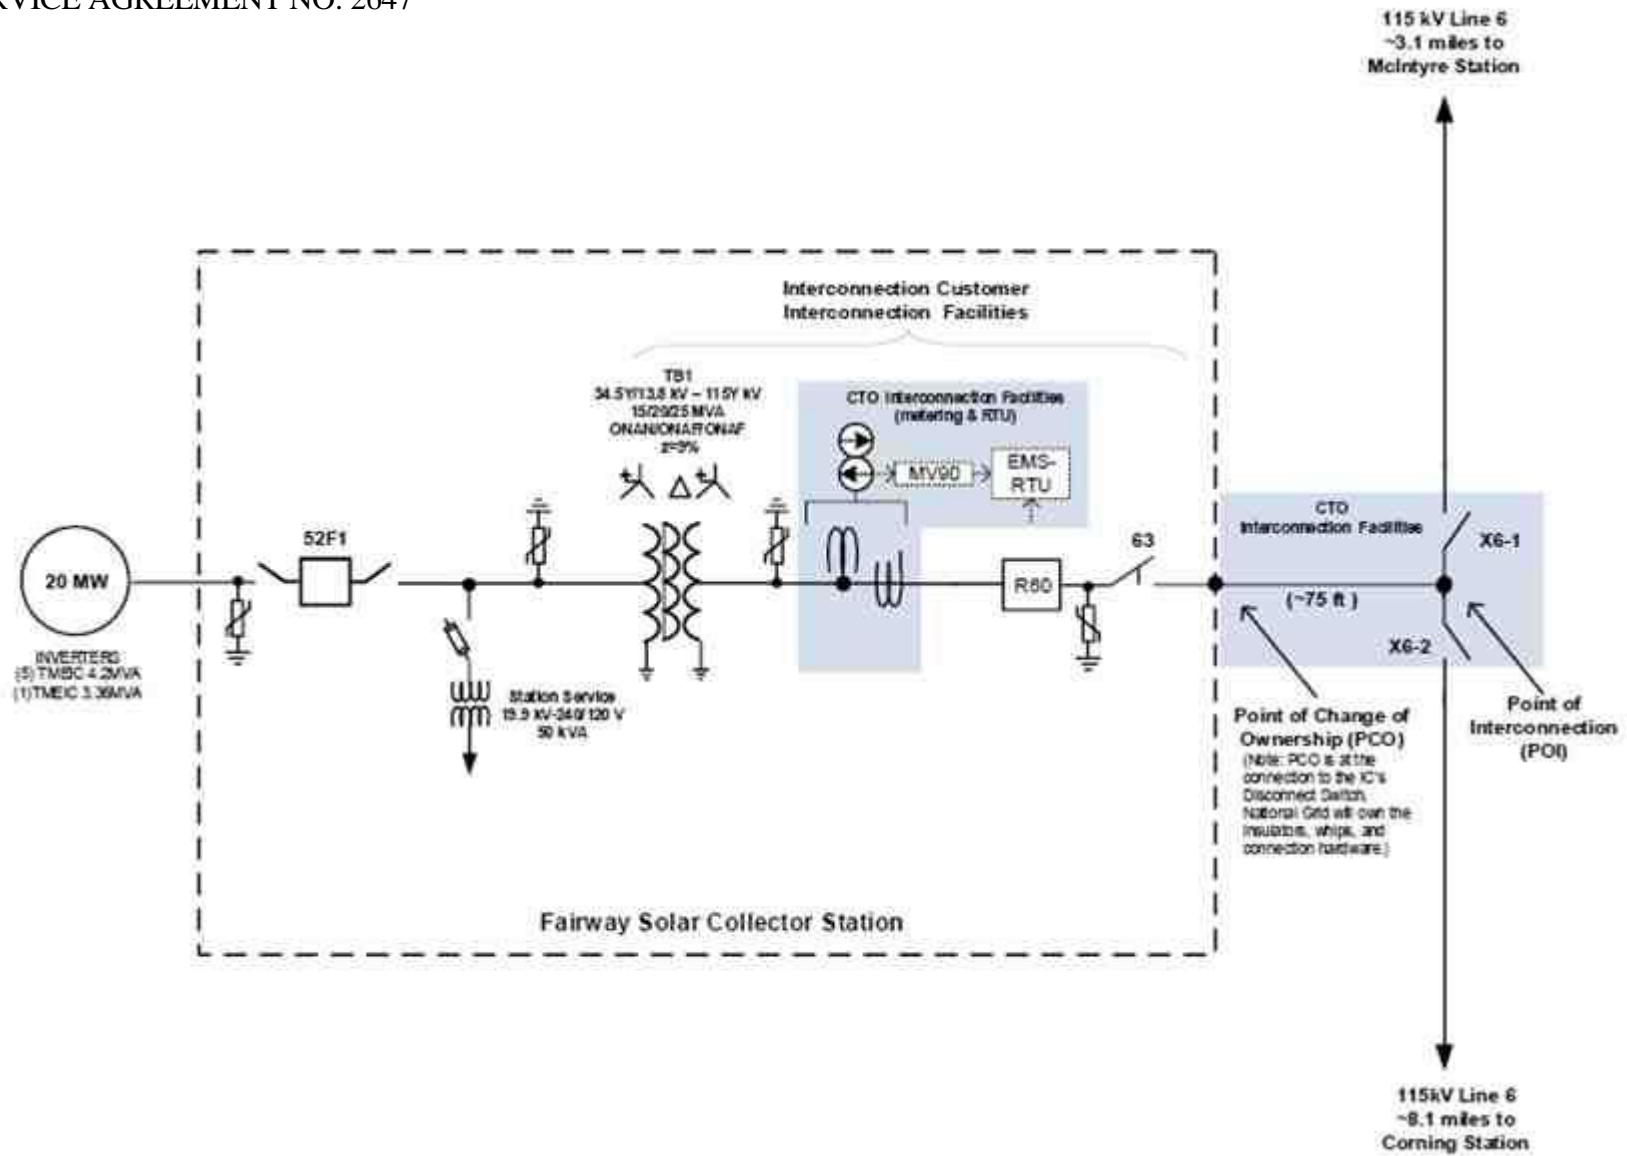 RVICE AGREEMENT NO. 2647
115 kV Line 6
~3.1 miles to
McIntyre Station
Interconnection Customer
Interconnection Facilities
TB1
34.5Y/13.8 kV – 115Y kV
15/20/25 MVA
ONAN/ONAF/ONAF
z=9%
CTO Interconnection Facilities
(metering & RTU)
MV90
EMS-
RTU
52F1
20 MW
INVERTERS
(5) TMEIC 4.2MVA
(1) TMEIC 3.36MVA
Station Service
19.9 kV-240/120 V
50 kVA
R60
63
CTO
Interconnection Facilities
X6-1
(~75 ft )
X6-2
Point of Change of
Ownership (PCO)
(Note: PCO is at the
connection to the IC's
Disconnect Switch,
National Grid will own the
insulators, whips, and
connection hardware.)
Point of
Interconnection
(POI)
Fairway Solar Collector Station
115kV Line 6
~8.1 miles to
Corning Station